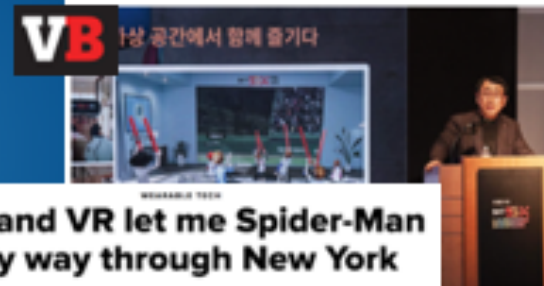 VB
상 공간에서 함께 즐기다
WEARABLE TECH
and VR let me Spider-Man
y way through New York